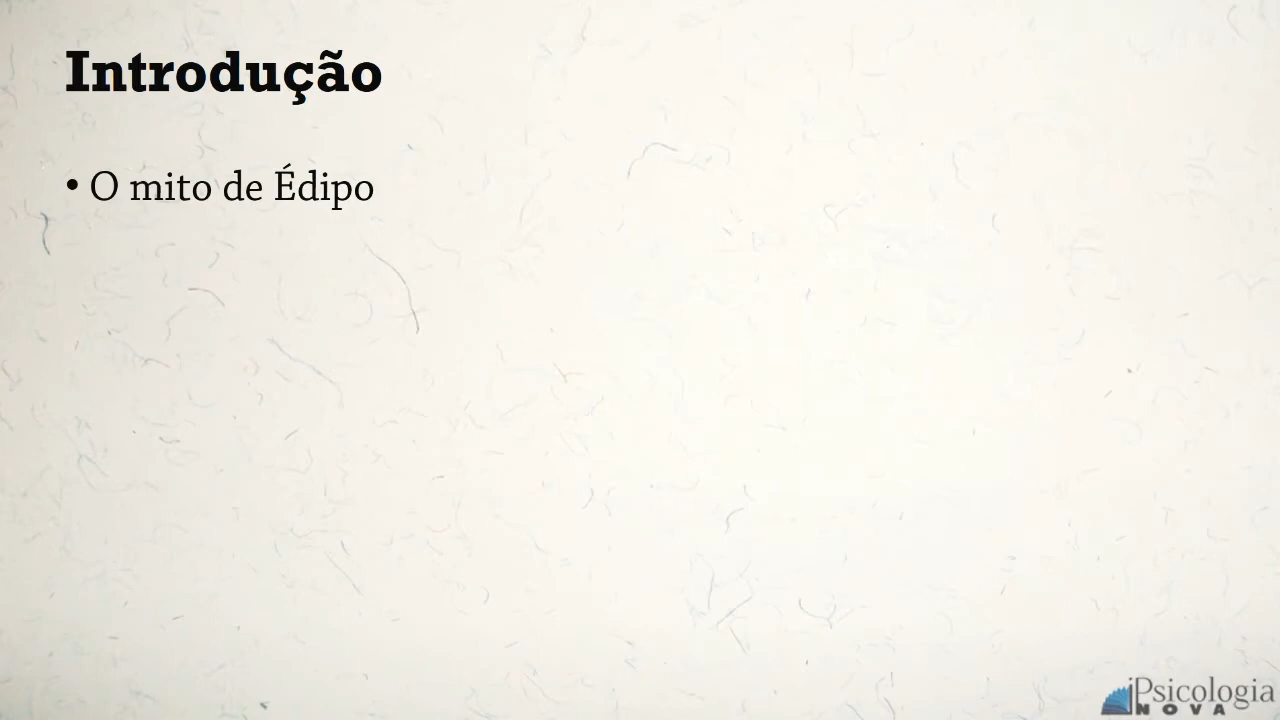 Introdução
• O mito de Édipo
Psicologia
NOVA